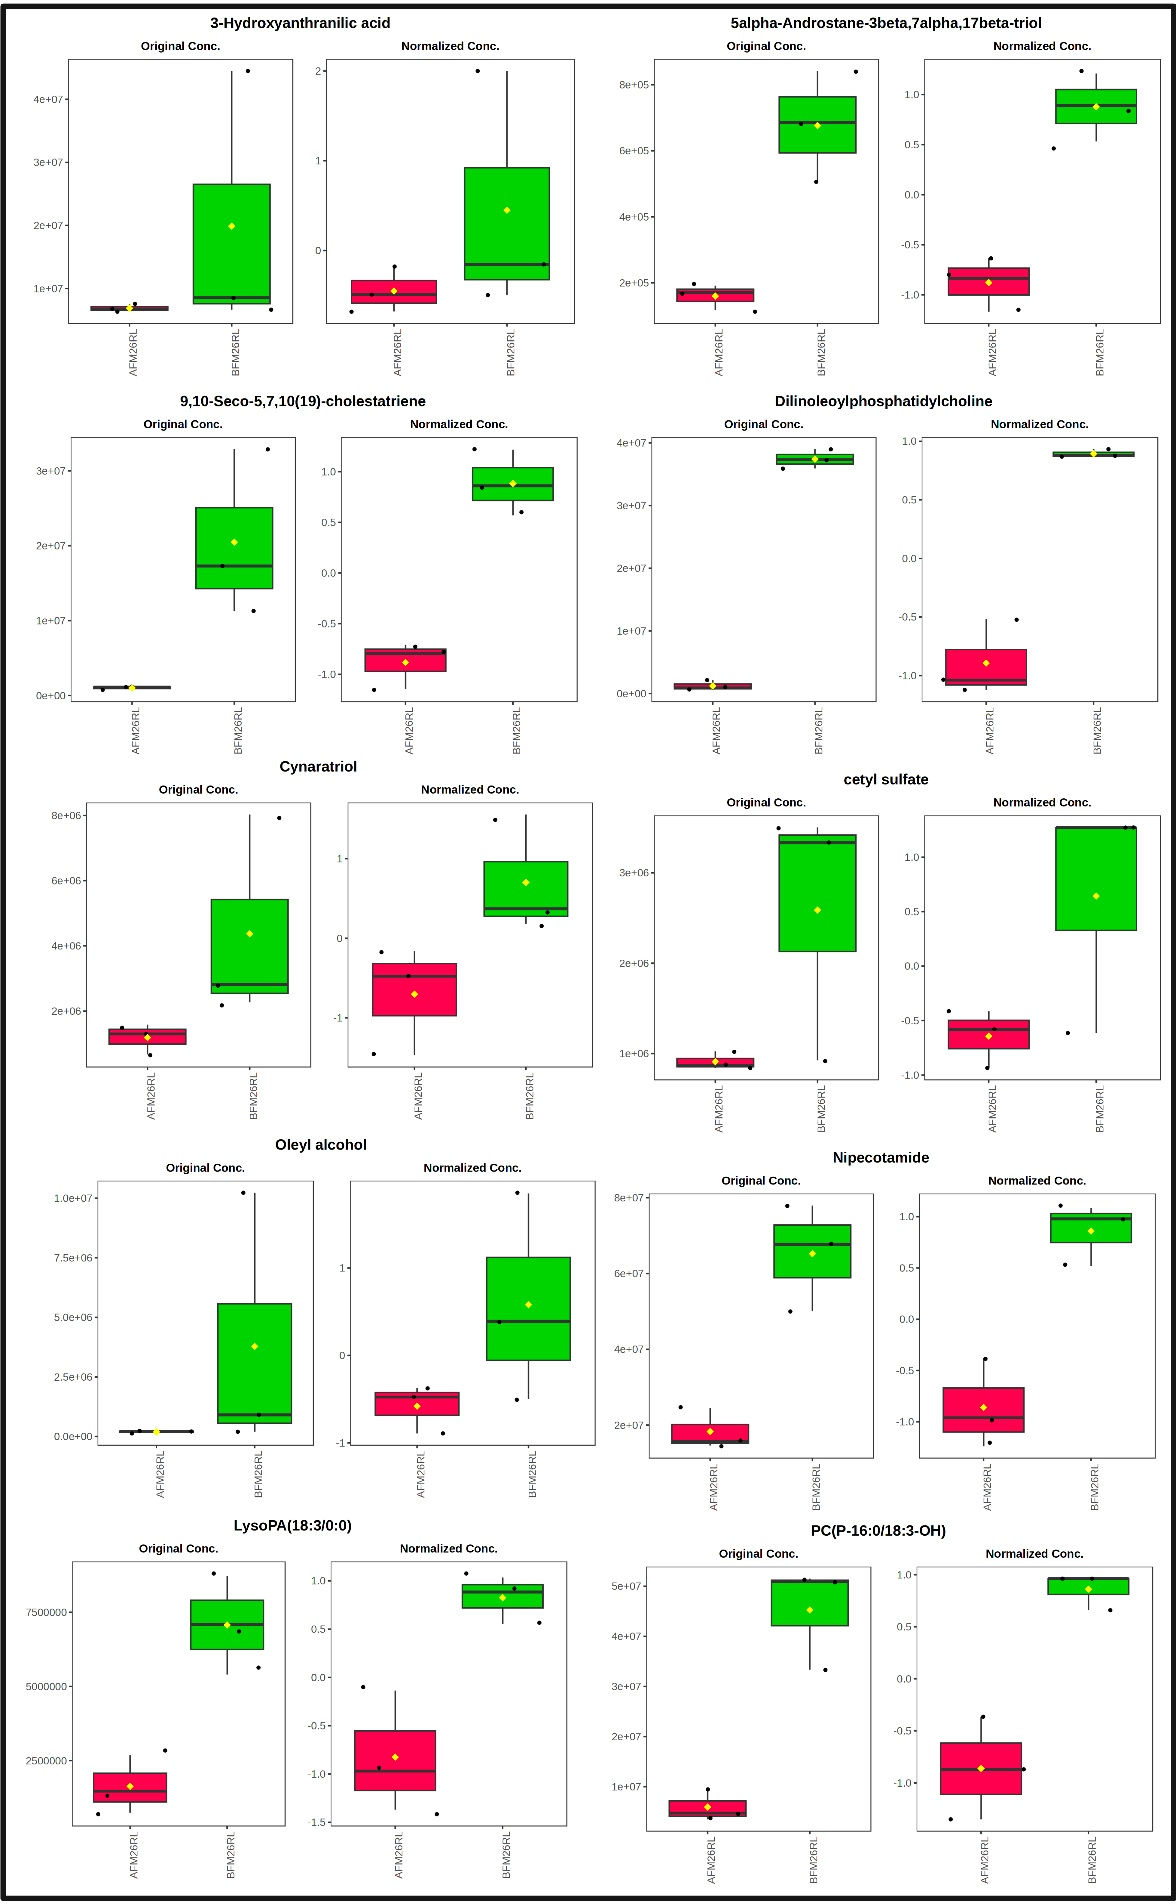 3-Hydroxyanthranilic acid
Original Conc.
Normalized Conc.
4e+07
3e+07
2e+07
1e+07
2
1
0
AFM26RL
BFM26RL
AFM26RL
BFM26RL
5alpha-Androstane-3beta,7alpha,17beta-triol
Original Conc.
Normalized Conc.
8e+05
6e+05
4e+05
2e+05
1.0
0.5
0.0
-0.5
-1.0
AFM26RL
BFM26RL
AFM26RL
BFM26RL
9,10-Seco-5,7,10(19)-cholestatriene
Original Conc.
Normalized Conc.
3e+07
2e+07
1e+07
0e+00
1.0
0.5
0.0
-0.5
-1.0
AFM26RL
BFM26RL
AFM26RL
BFM26RL
Dilinoleoylphosphatidylcholine
Original Conc.
Normalized Conc.
4e+07
3e+07
2e+07
1e+07
0e+00
1.0
0.5
0.0
-0.5
-1.0
AFM26RL
BFM26RL
AFM26RL
BFM26RL
Cynaratriol
Original Conc.
Normalized Conc.
8e+06
6e+06
4e+06
2e+06
1
0
-1
AFM26RL
BFM26RL
AFM26RL
BFM26RL
cetyl sulfate
Original Conc.
Normalized Conc.
3e+06
2e+06
1e+06
1.0
0.5
0.0
-0.5
-1.0
AFM26RL
BFM26RL
AFM26RL
BFM26RL
Oleyl alcohol
Original Conc.
Normalized Conc.
1.0e+07
7.5e+06
5.0e+06
2.5e+06
0.0e+00
1
0
-1
AFM26RL
BFM26RL
AFM26RL
BFM26RL
Nipecotamide
Original Conc.
Normalized Conc.
8e+07
6e+07
4e+07
2e+07
1.0
0.5
0.0
-0.5
-1.0
AFM26RL
BFM26RL
AFM26RL
BFM26RL
LysoPA(18:3/0:0)
Original Conc.
Normalized Conc.
7500000
5000000
2500000
1.0
0.5
0.0
-0.5
-1.0
-1.5
AFM26RL
BFM26RL
AFM26RL
BFM26RL
PC(P-16:0/18:3-OH)
Original Conc.
Normalized Conc.
5e+07
4e+07
3e+07
2e+07
1e+07
1.0
0.5
0.0
-0.5
-1.0
AFM26RL
BFM26RL
AFM26RL
BFM26RL